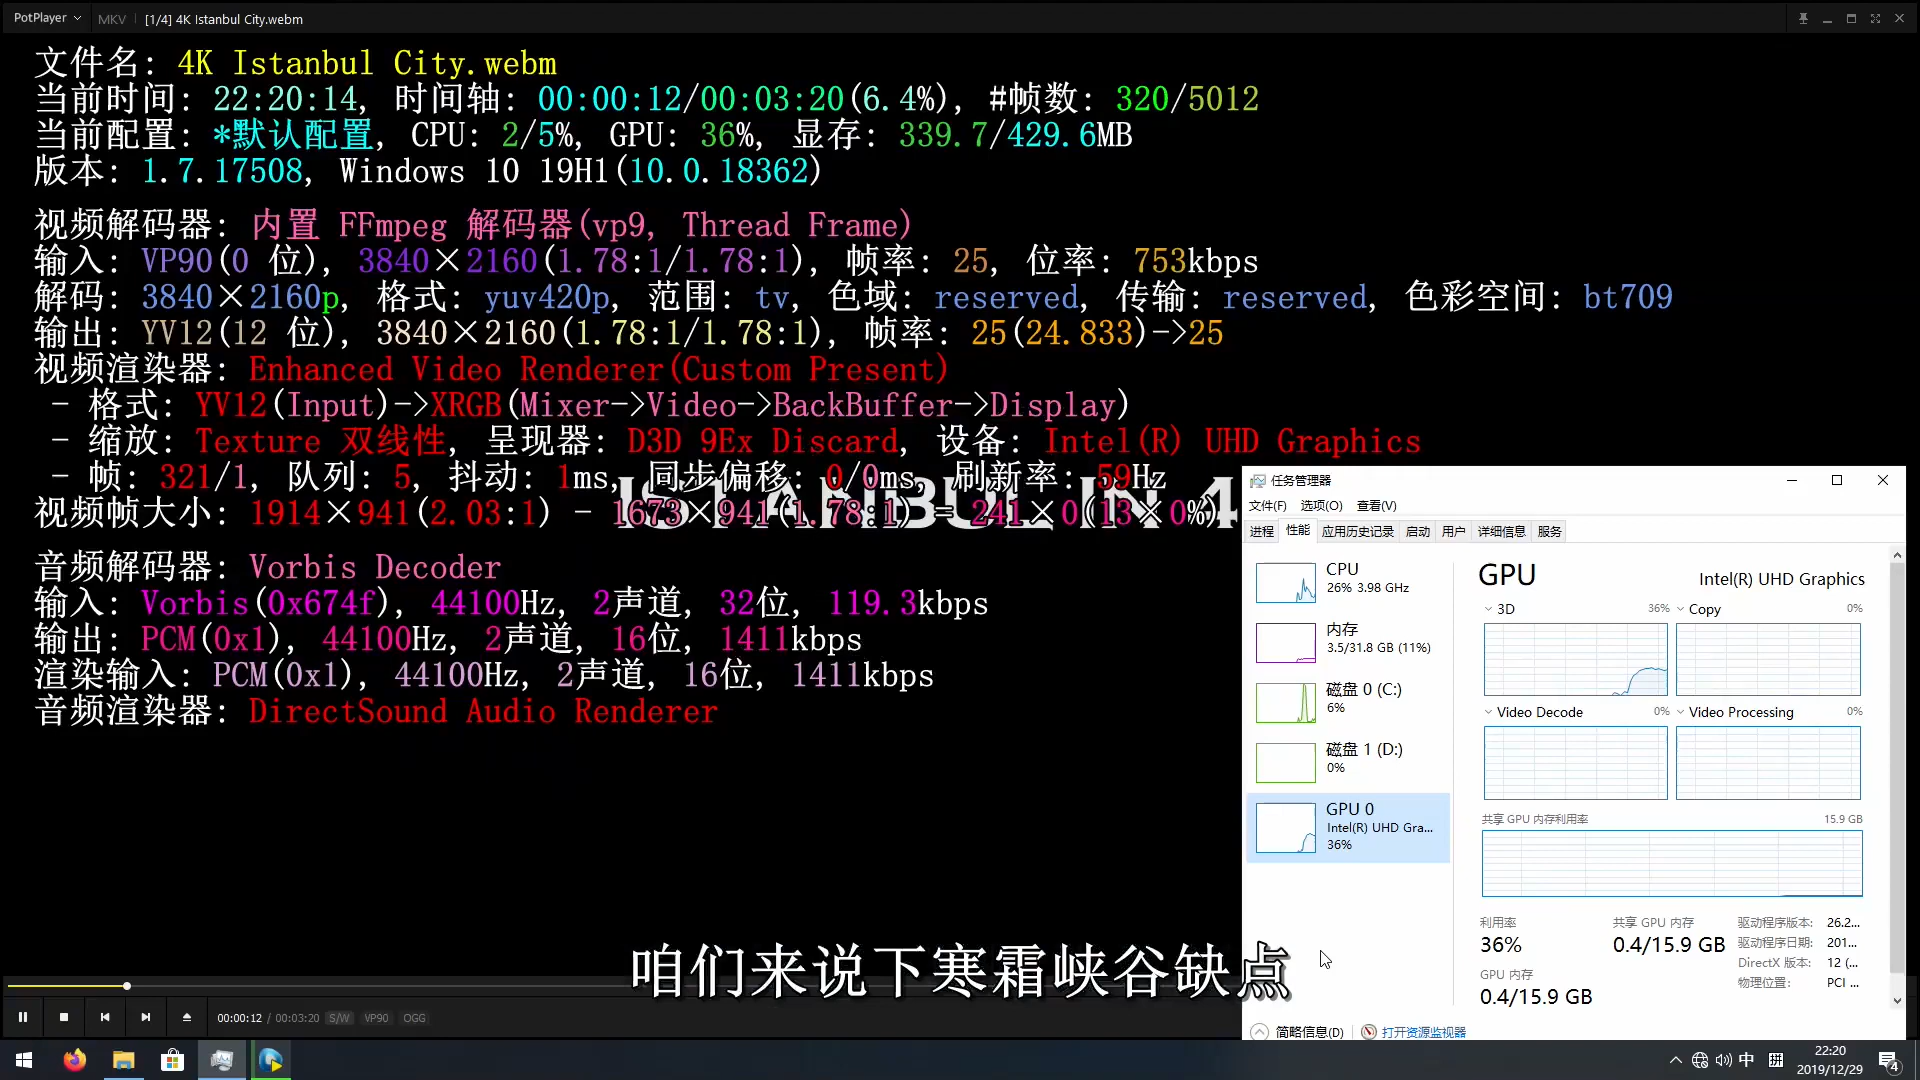 PotPlayer MKV [1/4] 4K Istanbul City.webm
文件名: 4K Istanbul City.webm
当前时间: 22:20:14, 时间轴: 00:00:12/00:03:20(6.4%), #帧数: 320/5012
当前配置: *默认配置, CPU: 2/5%, GPU: 36%, 显存: 339.7/429.6MB
版本: 1.7.17508, Windows 10 19H1(10.0.18362)
视频解码器: 内置 FFmpeg 解码器(vp9, Thread Frame)
输入: VP90(0 位), 3840×2160(1.78:1/1.78:1), 帧率: 25, 位率: 753kbps
解码: 3840×2160p, 格式: yuv420p, 范围: tv, 色域: reserved, 传输: reserved, 色彩空间: bt709
输出: YV12(12 位), 3840×2160(1.78:1/1.78:1), 帧率: 25(24.833)->25
视频渲染器: Enhanced Video Renderer(Custom Present)
- 格式: YV12(Input)->XRGB(Mixer->Video->BackBuffer->Display)
- 缩放: Texture 双线性, 呈现器: D3D 9Ex Discard, 设备: Intel(R) UHD Graphics
- 帧: 321/1, 队列: 5, 抖动: 1ms, 同步偏移: 0/0ms, 刷新率: 59Hz
ISTANBUL IN 4
视频帧大小: 1914×941(2.03:1) - 1673×941(1.78:1) = 241×0(13×0%)
音频解码器: Vorbis Decoder
输入: Vorbis(0x674f), 44100Hz, 2声道, 32位, 119.3kbps
输出: PCM(0x1), 44100Hz, 2声道, 16位, 1411kbps
渲染输入: PCM(0x1), 44100Hz, 2声道, 16位, 1411kbps
音频渲染器: DirectSound Audio Renderer
任务管理器
文件(F) 选项(O) 查看(V)
进程 性能 应用历史记录 启动 用户 详细信息 服务
CPU
26% 3.98 GHz
内存
3.5/31.8 GB (11%)
磁盘 0 (C:)
6%
磁盘 1 (D:)
0%
GPU 0
Intel(R) UHD Gra...
36%
GPU Intel(R) UHD Graphics
3D 36% Copy 0%
Video Decode 0% Video Processing 0%
共享 GPU 内存利用率 15.9 GB
利用率 共享 GPU 内存 驱动程序版本: 26.2...
36% 0.4/15.9 GB 驱动程序日期: 201...
DirectX 版本: 12 (...
GPU 内存 物理位置: PCI ...
0.4/15.9 GB
简略信息(D) 打开资源监视器
咱们来说下寒霜峡谷缺点
00:00:12 / 00:03:20 S/W VP90 OGG
中 22:20
2019/12/29 4